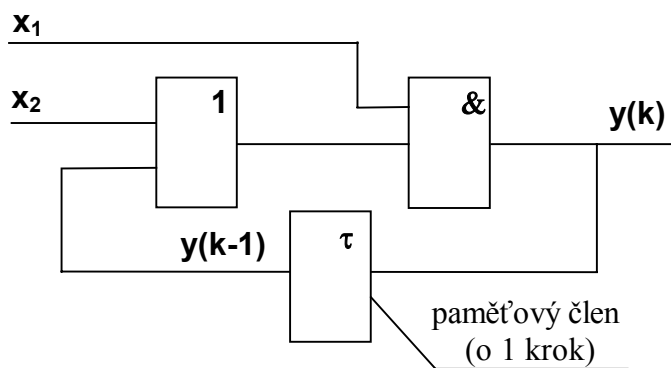 x₁
x₂
1
&
y(k)
y(k-1)
τ
paměťový člen
(o 1 krok)